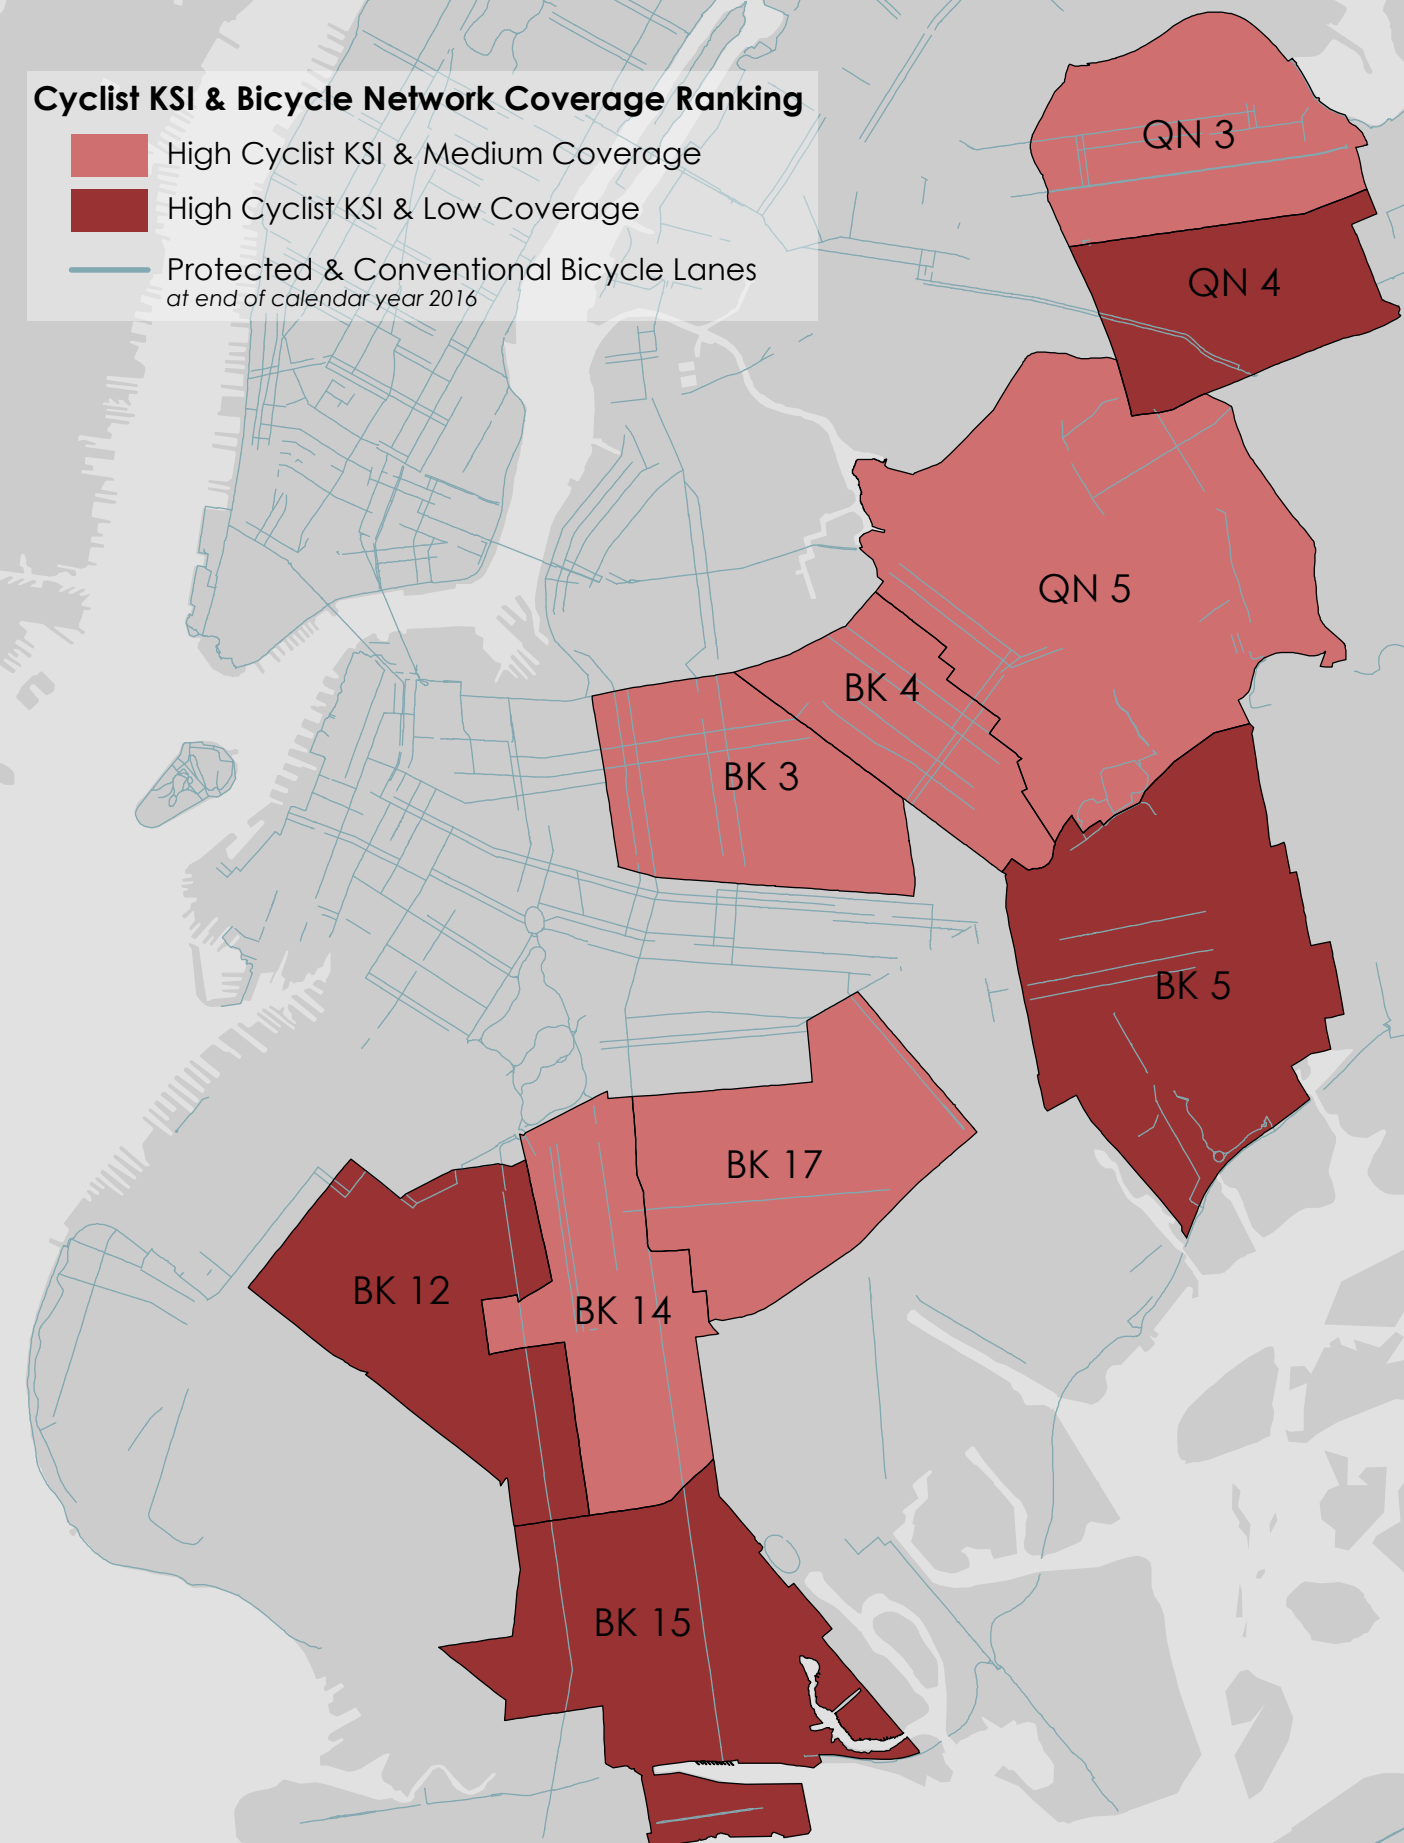 Cyclist KSI & Bicycle Network Coverage Ranking
High Cyclist KSI & Medium Coverage
High Cyclist KSI & Low Coverage
Protected & Conventional Bicycle Lanes
at end of calendar year 2016
QN 3
QN 4
QN 5
BK 4
BK 3
BK 5
BK 17
BK 12
BK 14
BK 15